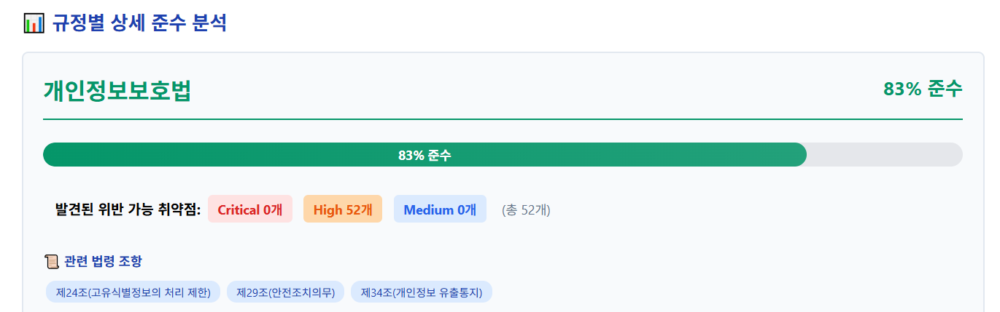 규정별 상세 준수 분석
개인정보보호법
83% 준수
83% 준수
발견된 위반 가능 취약점: Critical 0개 High 52개 Medium 0개 (총 52개)
관련 법령 조항
제24조(고유식별정보의 처리 제한) 제29조(안전조치의무) 제34조(개인정보 유출통지)